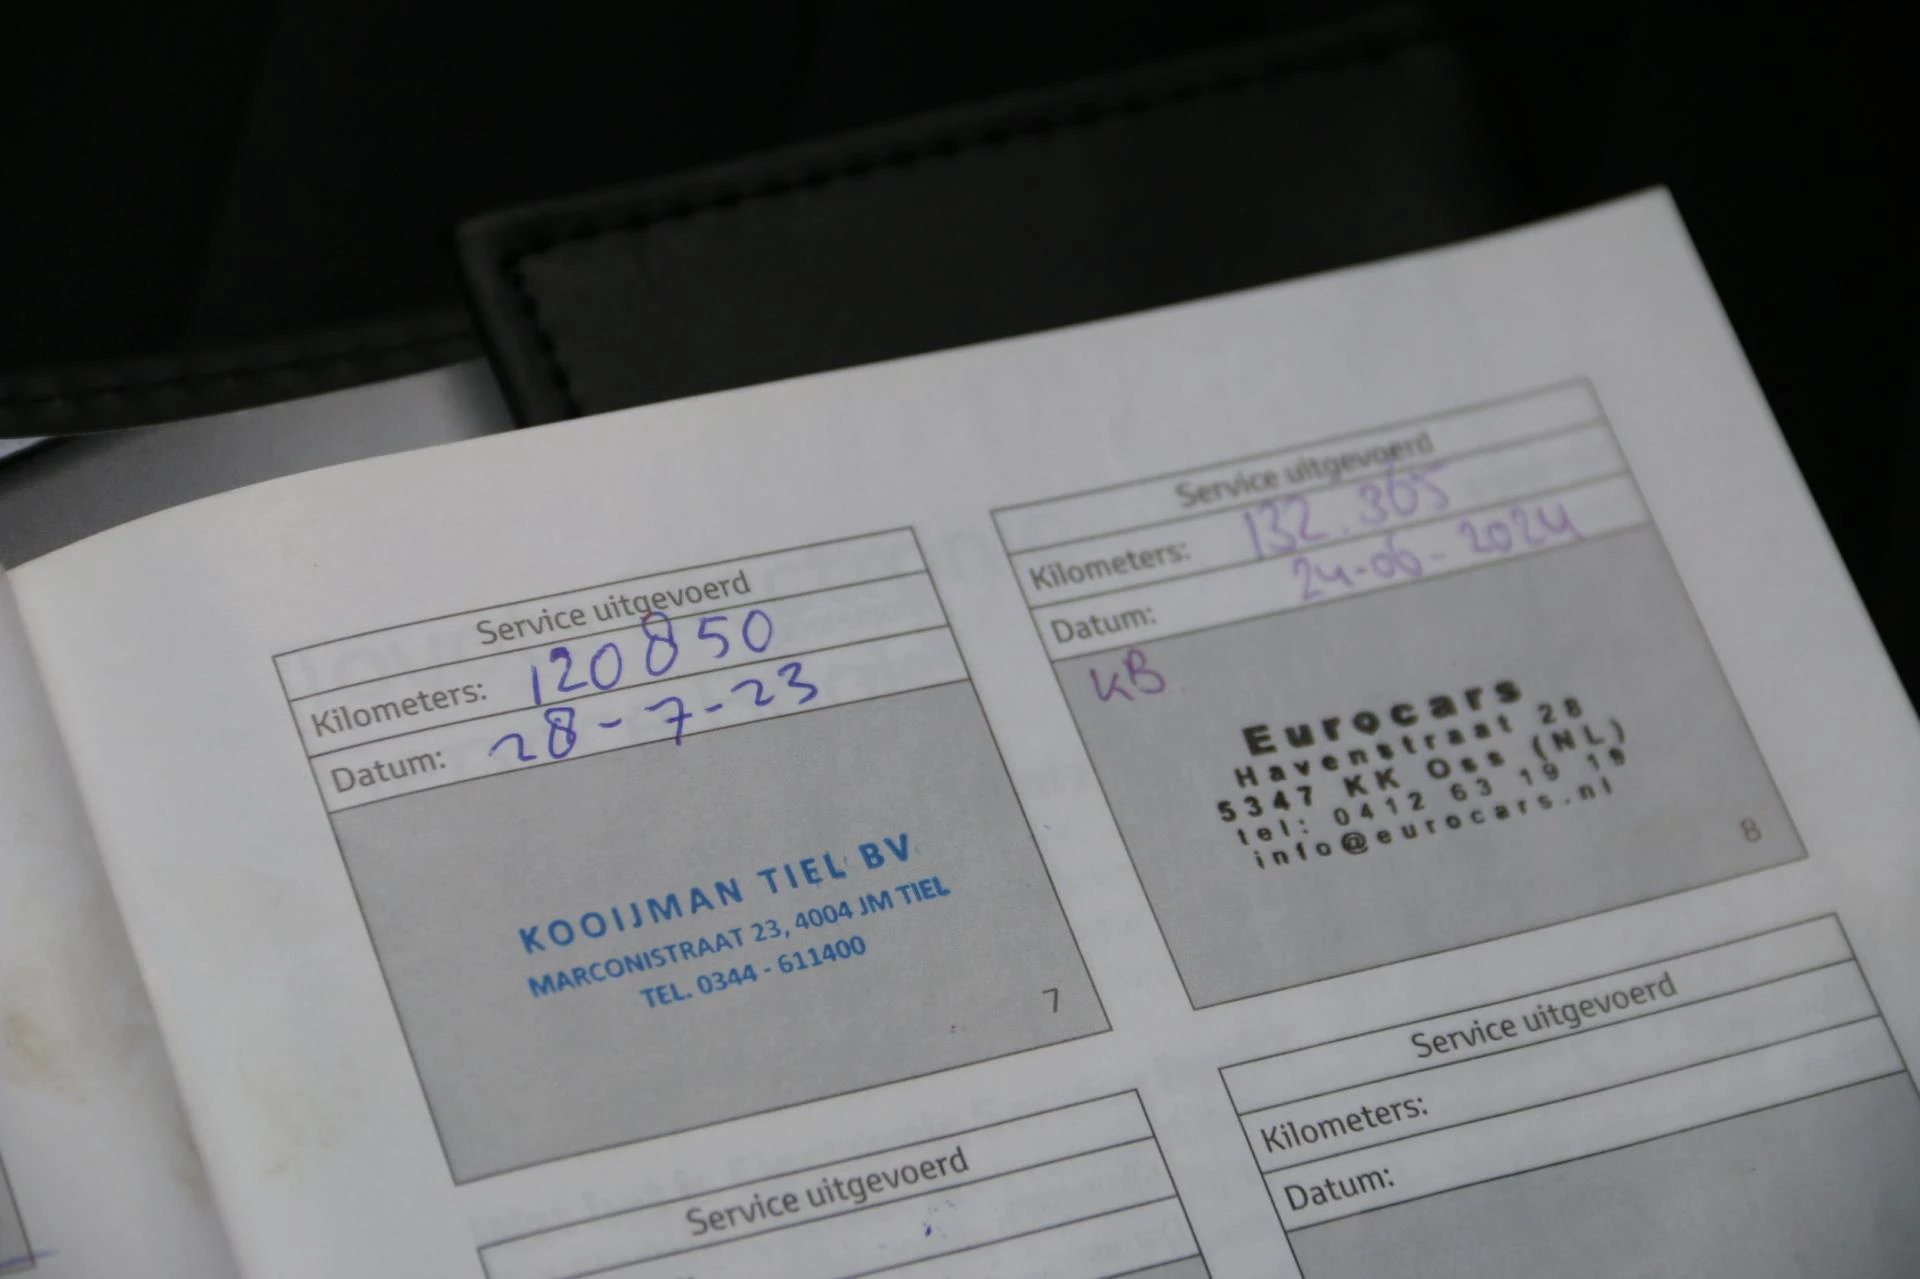 Service uitgevoerd
Kilometers: 120850
Datum: 28-7-23
KOOIJMAN TIEL BV
MARCONISTRAAT 23, 4004 JM TIEL
TEL. 0344 - 611400
7
Service uitgevoerd
Kilometers: 132.365
Datum: 24-06-2024
KB
Eurocars
Havenstraat 28
5347 KK Oss (NL)
tel: 0412 63 19 19
info@eurocars.nl
8
Service uitgevoerd
Service uitgevoerd
Kilometers:
Datum: